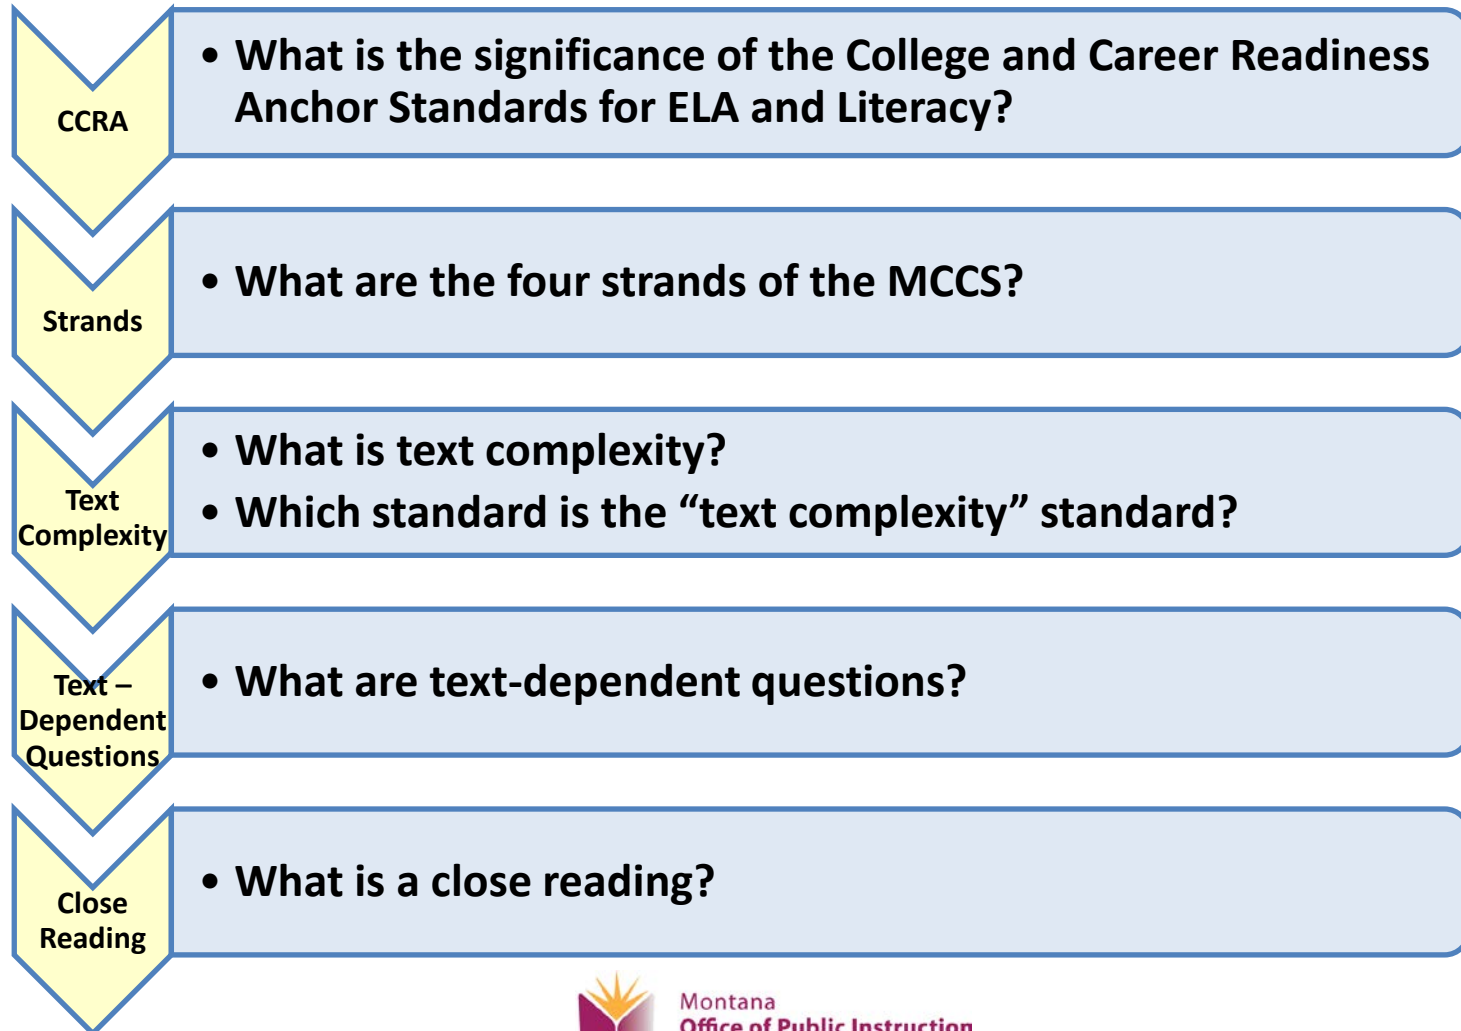 CCRA
• What is the significance of the College and Career Readiness
Anchor Standards for ELA and Literacy?
Strands
• What are the four strands of the MCCS?
Text
Complexity
• What is text complexity?
• Which standard is the “text complexity” standard?
Text –
Dependent
Questions
• What are text-dependent questions?
Close
Reading
• What is a close reading?
Montana
Office of Public Instruction